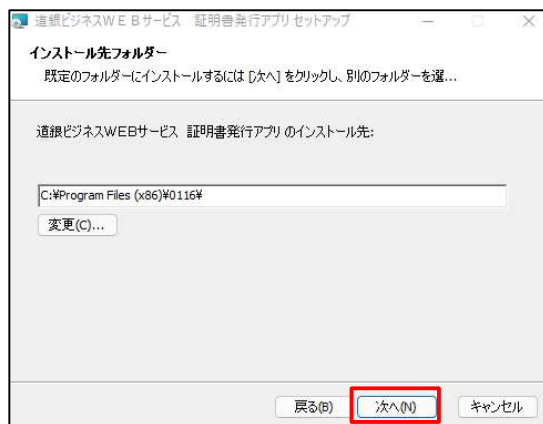 道銀ビジネスWEBサービス　証明書発行アプリ セットアップ
インストール先フォルダー
既定のフォルダーにインストールするには [次へ] をクリックし、別のフォルダーを選...
道銀ビジネスWEBサービス　証明書発行アプリ のインストール先:
C:¥Program Files (x86)¥0116¥
変更(C)...
戻る(B)　次へ(N)　キャンセル